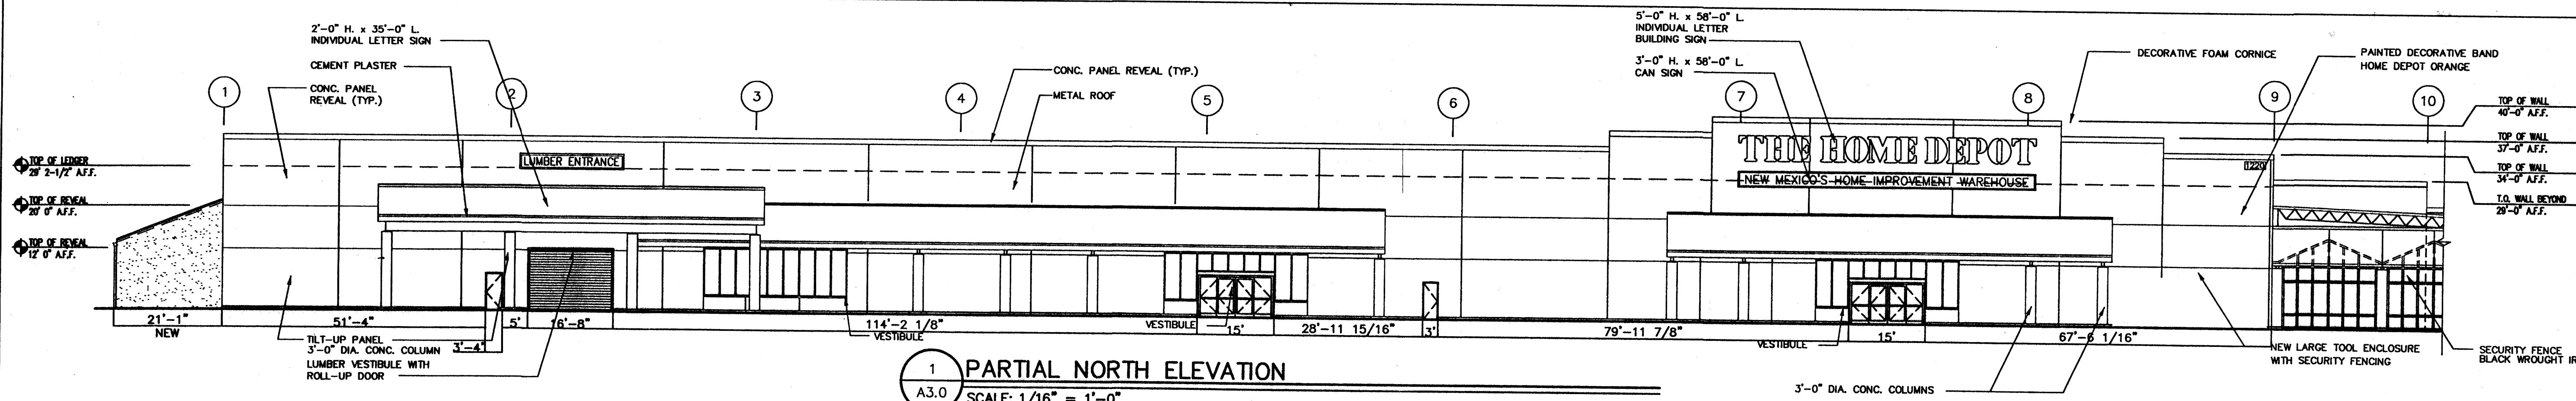 2'-0" H. x 35'-0" L.
INDIVIDUAL LETTER SIGN
CEMENT PLASTER
CONC. PANEL
REVEAL (TYP.)
CONC. PANEL REVEAL (TYP.)
METAL ROOF
5'-0" H. x 58'-0" L.
INDIVIDUAL LETTER
BUILDING SIGN
3'-0" H. x 58'-0" L.
CAN SIGN
DECORATIVE FOAM CORNICE
PAINTED DECORATIVE BAND
HOME DEPOT ORANGE
1
2
3
4
5
6
7
8
9
10
TOP OF WALL
40'-0" A.F.F.
TOP OF WALL
37'-0" A.F.F.
TOP OF WALL
34'-0" A.F.F.
T.O. WALL BEYOND
29'-0" A.F.F.
TOP OF LEDGER
29' 2-1/2" A.F.F.
TOP OF REVEAL
20' 0" A.F.F.
TOP OF REVEAL
12' 0" A.F.F.
LUMBER ENTRANCE
THE HOME DEPOT
NEW MEXICO'S HOME IMPROVEMENT WAREHOUSE
1220
21'-1"
NEW
51'-4"
3'-4"
5'
16'-8"
114'-2 1/8"
15'
28'-11 15/16"
3'
79'-11 7/8"
15'
67'-6 1/16"
TILT-UP PANEL
3'-0" DIA. CONC. COLUMN
LUMBER VESTIBULE WITH
ROLL-UP DOOR
VESTIBULE
VESTIBULE
VESTIBULE
3'-0" DIA. CONC. COLUMNS
NEW LARGE TOOL ENCLOSURE
WITH SECURITY FENCING
SECURITY FENCE
BLACK WROUGHT IR
1
A3.0
PARTIAL NORTH ELEVATION
SCALE: 1/16" = 1'-0"